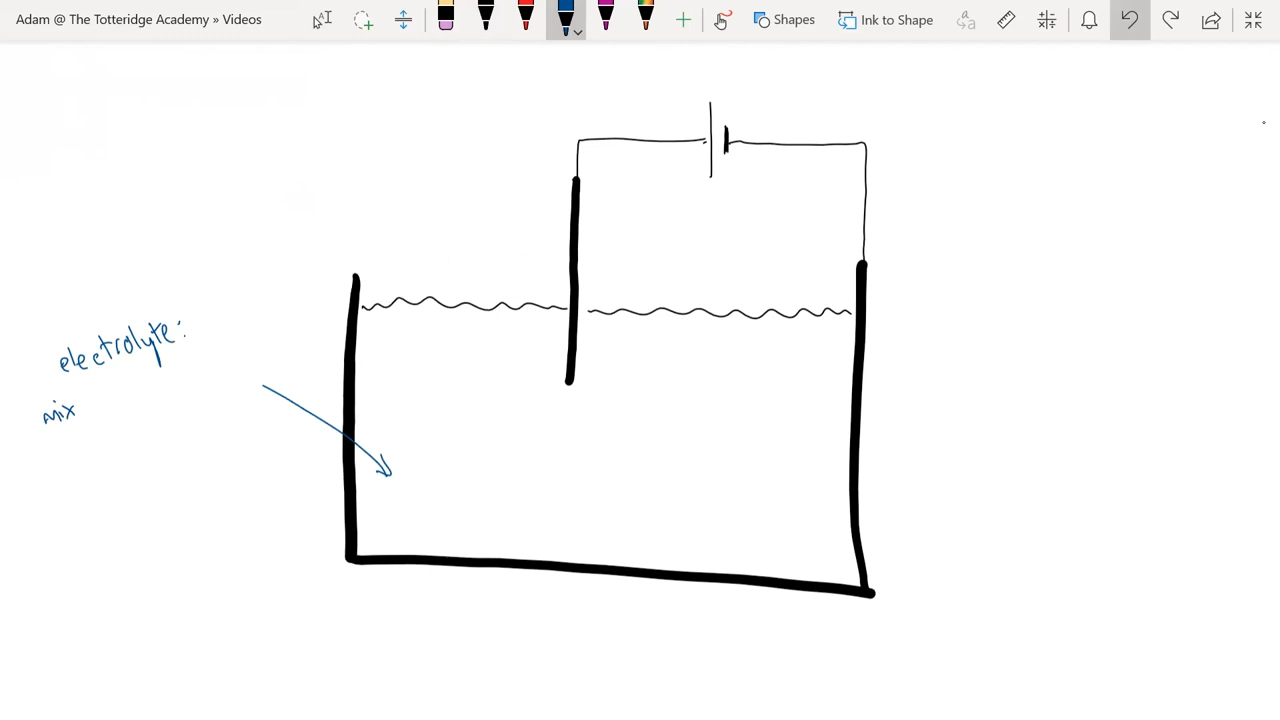 Adam @ The Totteridge Academy » Videos
Shapes
Ink to Shape
electrolyte:
mix